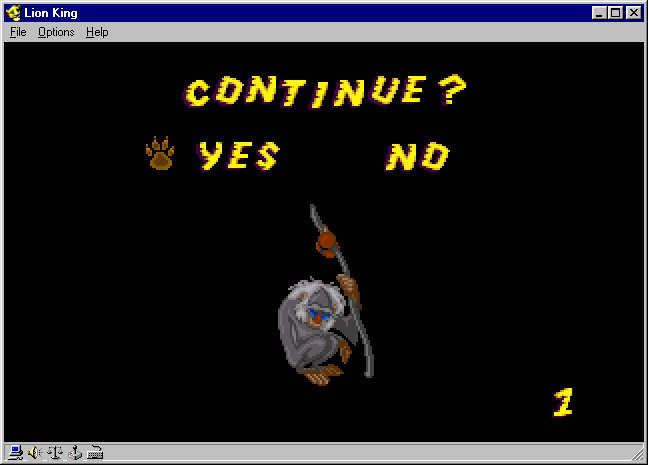 Lion King
File Options Help
CONTINUE?
YES NO
1